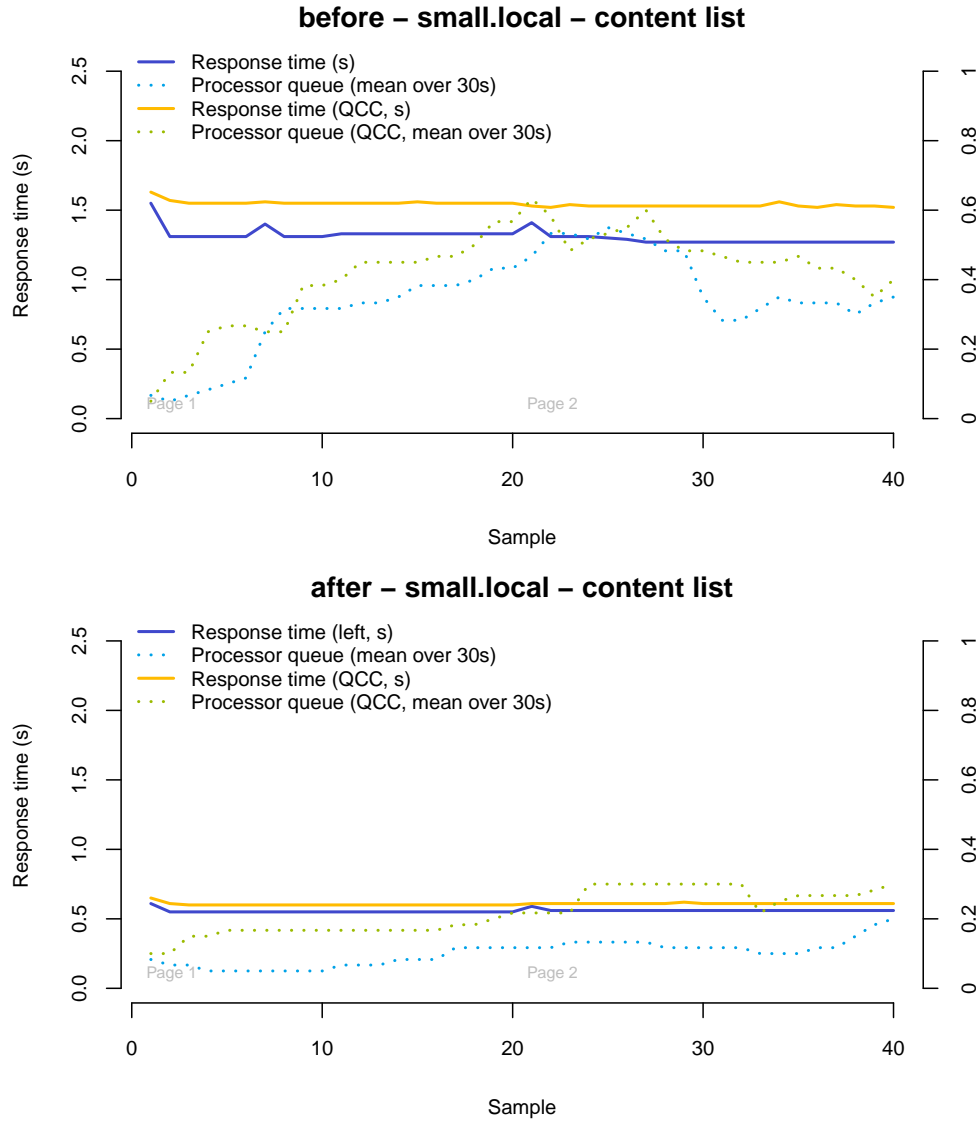 before – small.local – content list
Response time (s)
Processor queue (mean over 30s)
Response time (QCC, s)
Processor queue (QCC, mean over 30s)
Response time (s)
0.0 0.5 1.0 1.5 2.0 2.5
0 0.2 0.4 0.6 0.8 1
Page 1
Page 2
0 10 20 30 40
Sample
after – small.local – content list
Response time (left, s)
Processor queue (mean over 30s)
Response time (QCC, s)
Processor queue (QCC, mean over 30s)
Response time (s)
0.0 0.5 1.0 1.5 2.0 2.5
0 0.2 0.4 0.6 0.8 1
Page 1
Page 2
0 10 20 30 40
Sample